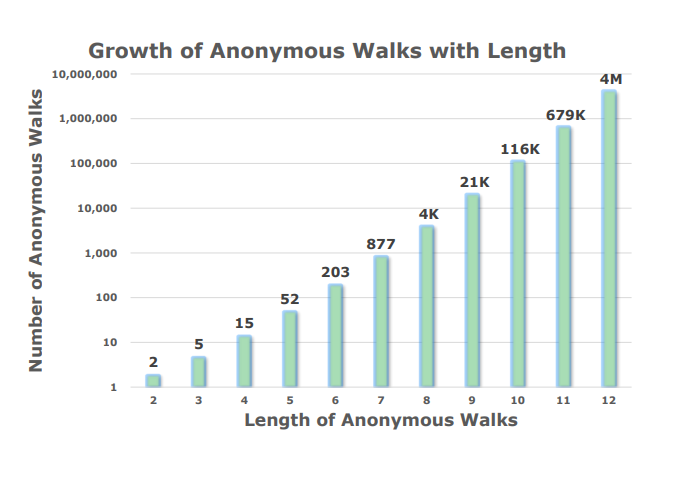 Growth of Anonymous Walks with Length
Number of Anonymous Walks
10,000,000
1,000,000
100,000
10,000
1,000
100
10
1
2
5
15
52
203
877
4K
21K
116K
679K
4M
2 3 4 5 6 7 8 9 10 11 12
Length of Anonymous Walks